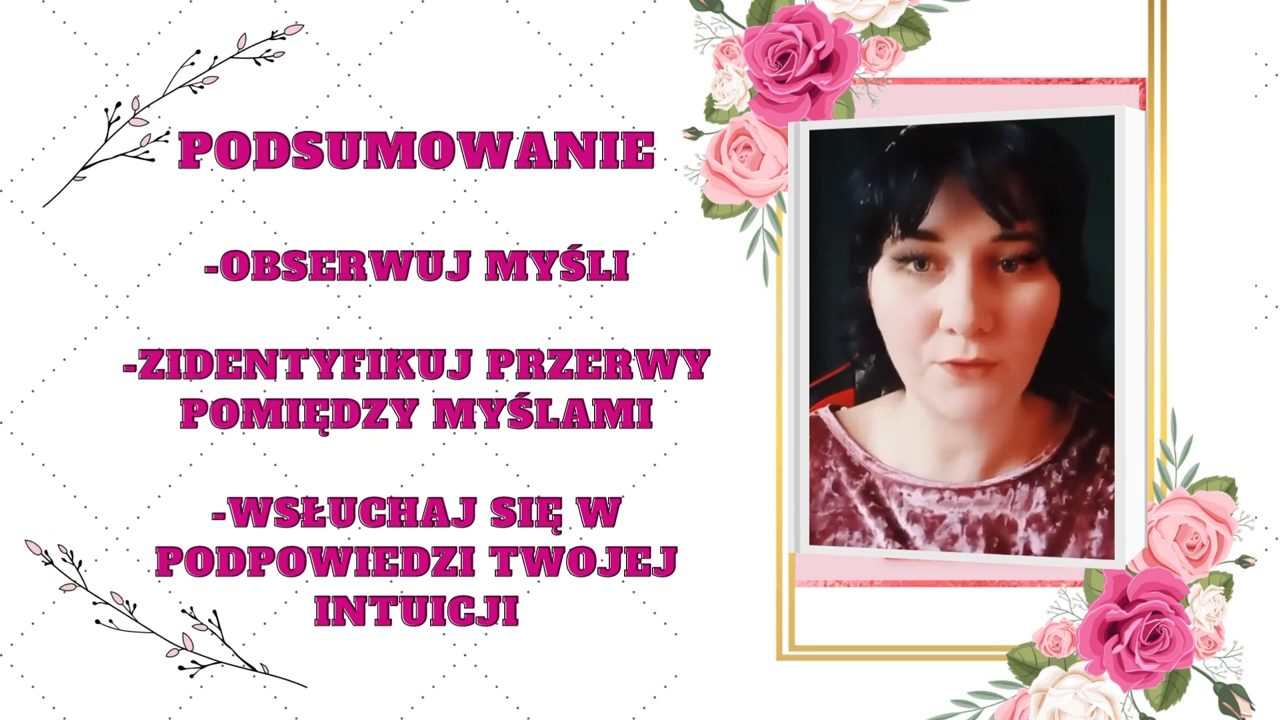 PODSUMOWANIE
-OBSERWUJ MYŚLI
-ZIDENTYFIKUJ PRZERWY
POMIĘDZY MYŚLAMI
-WSŁUCHAJ SIĘ W
PODPOWIEDZI TWOJEJ
INTUICJI